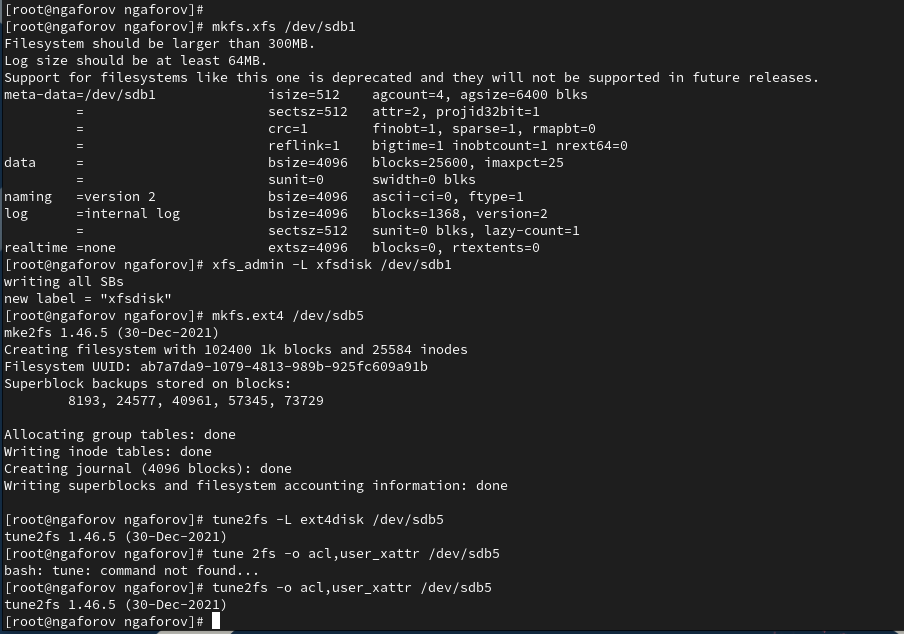 [root@ngaforov ngaforov]#
[root@ngaforov ngaforov]# mkfs.xfs /dev/sdb1
Filesystem should be larger than 300MB.
Log size should be at least 64MB.
Support for filesystems like this one is deprecated and they will not be supported in future releases.
meta-data=/dev/sdb1              isize=512    agcount=4, agsize=6400 blks
         =                       sectsz=512   attr=2, projid32bit=1
         =                       crc=1        finobt=1, sparse=1, rmapbt=0
         =                       reflink=1    bigtime=1 inobtcount=1 nrext64=0
data     =                       bsize=4096   blocks=25600, imaxpct=25
         =                       sunit=0      swidth=0 blks
naming   =version 2              bsize=4096   ascii-ci=0, ftype=1
log      =internal log           bsize=4096   blocks=1368, version=2
         =                       sectsz=512   sunit=0 blks, lazy-count=1
realtime =none                   extsz=4096   blocks=0, rtextents=0
[root@ngaforov ngaforov]# xfs_admin -L xfsdisk /dev/sdb1
writing all SBs
new label = "xfsdisk"
[root@ngaforov ngaforov]# mkfs.ext4 /dev/sdb5
mke2fs 1.46.5 (30-Dec-2021)
Creating filesystem with 102400 1k blocks and 25584 inodes
Filesystem UUID: ab7a7da9-1079-4813-989b-925fc609a91b
Superblock backups stored on blocks:
        8193, 24577, 40961, 57345, 73729

Allocating group tables: done
Writing inode tables: done
Creating journal (4096 blocks): done
Writing superblocks and filesystem accounting information: done

[root@ngaforov ngaforov]# tune2fs -L ext4disk /dev/sdb5
tune2fs 1.46.5 (30-Dec-2021)
[root@ngaforov ngaforov]# tune 2fs -o acl,user_xattr /dev/sdb5
bash: tune: command not found...
[root@ngaforov ngaforov]# tune2fs -o acl,user_xattr /dev/sdb5
tune2fs 1.46.5 (30-Dec-2021)
[root@ngaforov ngaforov]#